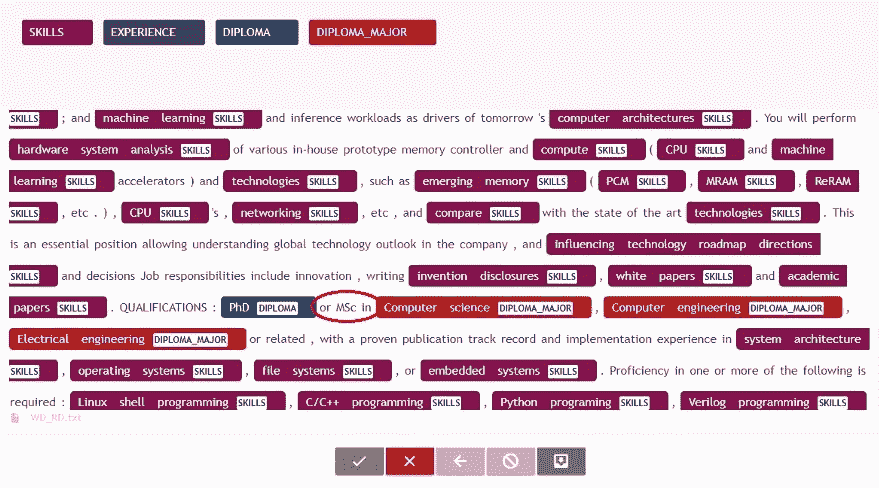 SKILLS EXPERIENCE DIPLOMA DIPLOMA_MAJOR
SKILLS ; and machine learning SKILLS and inference workloads as drivers of tomorrow 's computer architectures SKILLS . You will perform
hardware system analysis SKILLS of various in-house prototype memory controller and compute SKILLS ( CPU SKILLS and machine
learning SKILLS accelerators ) and technologies SKILLS , such as emerging memory SKILLS ( PCM SKILLS , MRAM SKILLS , ReRAM
SKILLS , etc . ) , CPU SKILLS 's , networking SKILLS , etc , and compare SKILLS with the state of the art technologies SKILLS . This
is an essential position allowing understanding global technology outlook in the company , and influencing technology roadmap directions
SKILLS and decisions Job responsibilities include innovation , writing invention disclosures SKILLS , white papers SKILLS and academic
papers SKILLS . QUALIFICATIONS : PhD DIPLOMA or MSc in Computer science DIPLOMA_MAJOR , Computer engineering DIPLOMA_MAJOR ,
Electrical engineering DIPLOMA_MAJOR or related , with a proven publication track record and implementation experience in system architecture
SKILLS , operating systems SKILLS , file systems SKILLS , or embedded systems SKILLS . Proficiency in one or more of the following is
required : Linux shell programming SKILLS , C/C++ programming SKILLS , Python programing SKILLS , Verilog programming SKILLS
WD_RD.txt